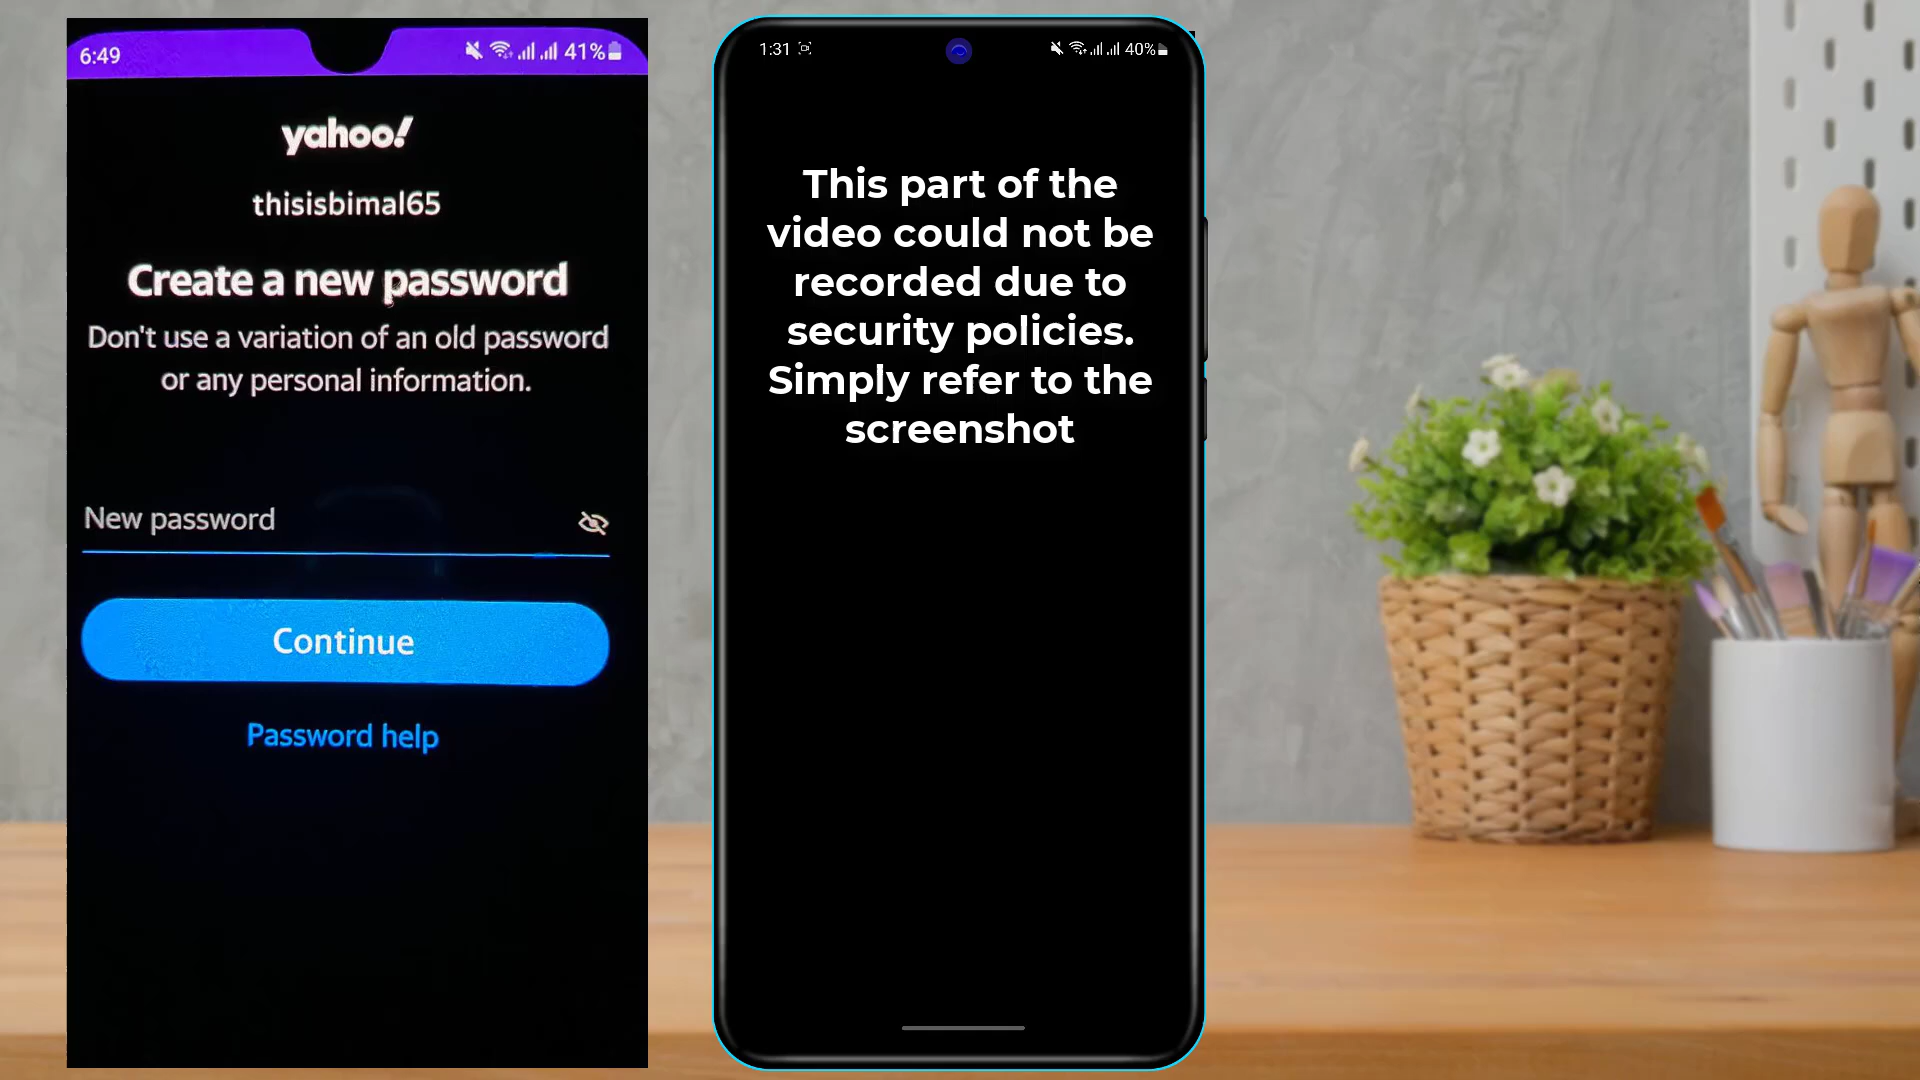 6:49
41%
yahoo!
thisisbimal65
Create a new password
Don't use a variation of an old password
or any personal information.
New password
Continue
Password help
1:31
40%
This part of the
video could not be
recorded due to
security policies.
Simply refer to the
screenshot